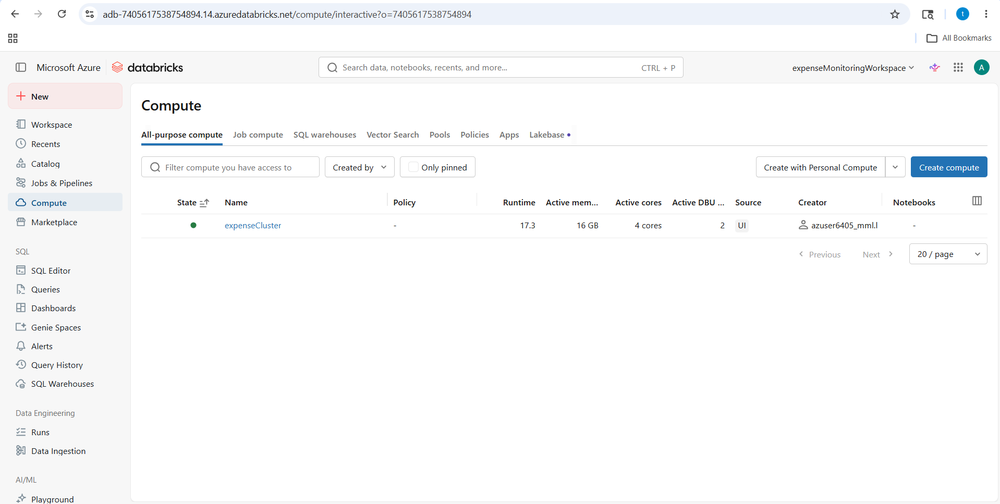 adb-7405617538754894.14.azuredatabricks.net/compute/interactive?o=7405617538754894
t
All Bookmarks
Microsoft Azure databricks
Search data, notebooks, recents, and more... CTRL + P
expenseMonitoringWorkspace
A
New
Workspace
Recents
Catalog
Jobs & Pipelines
Compute
Marketplace
SQL
SQL Editor
Queries
Dashboards
Genie Spaces
Alerts
Query History
SQL Warehouses
Data Engineering
Runs
Data Ingestion
AI/ML
Playground
Compute
All-purpose compute Job compute SQL warehouses Vector Search Pools Policies Apps Lakebase
Filter compute you have access to Created by Only pinned Create with Personal Compute Create compute
State Name Policy Runtime Active mem... Active cores Active DBU ... Source Creator Notebooks
expenseCluster - 17.3 16 GB 4 cores 2 UI azuser6405_mml.l -
Previous Next 20 / page